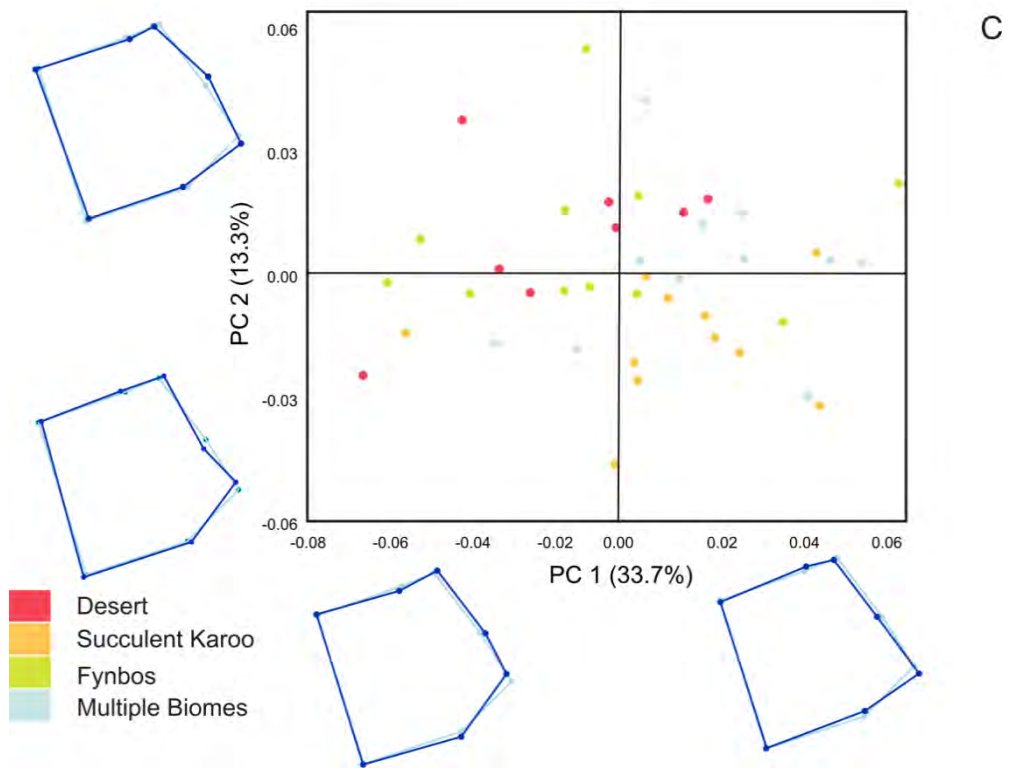 C
0.06
0.03
0.00
-0.03
-0.06
PC 2 (13.3%)
-0.08 -0.06 -0.04 -0.02 0.00 0.02 0.04 0.06
PC 1 (33.7%)
Desert
Succulent Karoo
Fynbos
Multiple Biomes